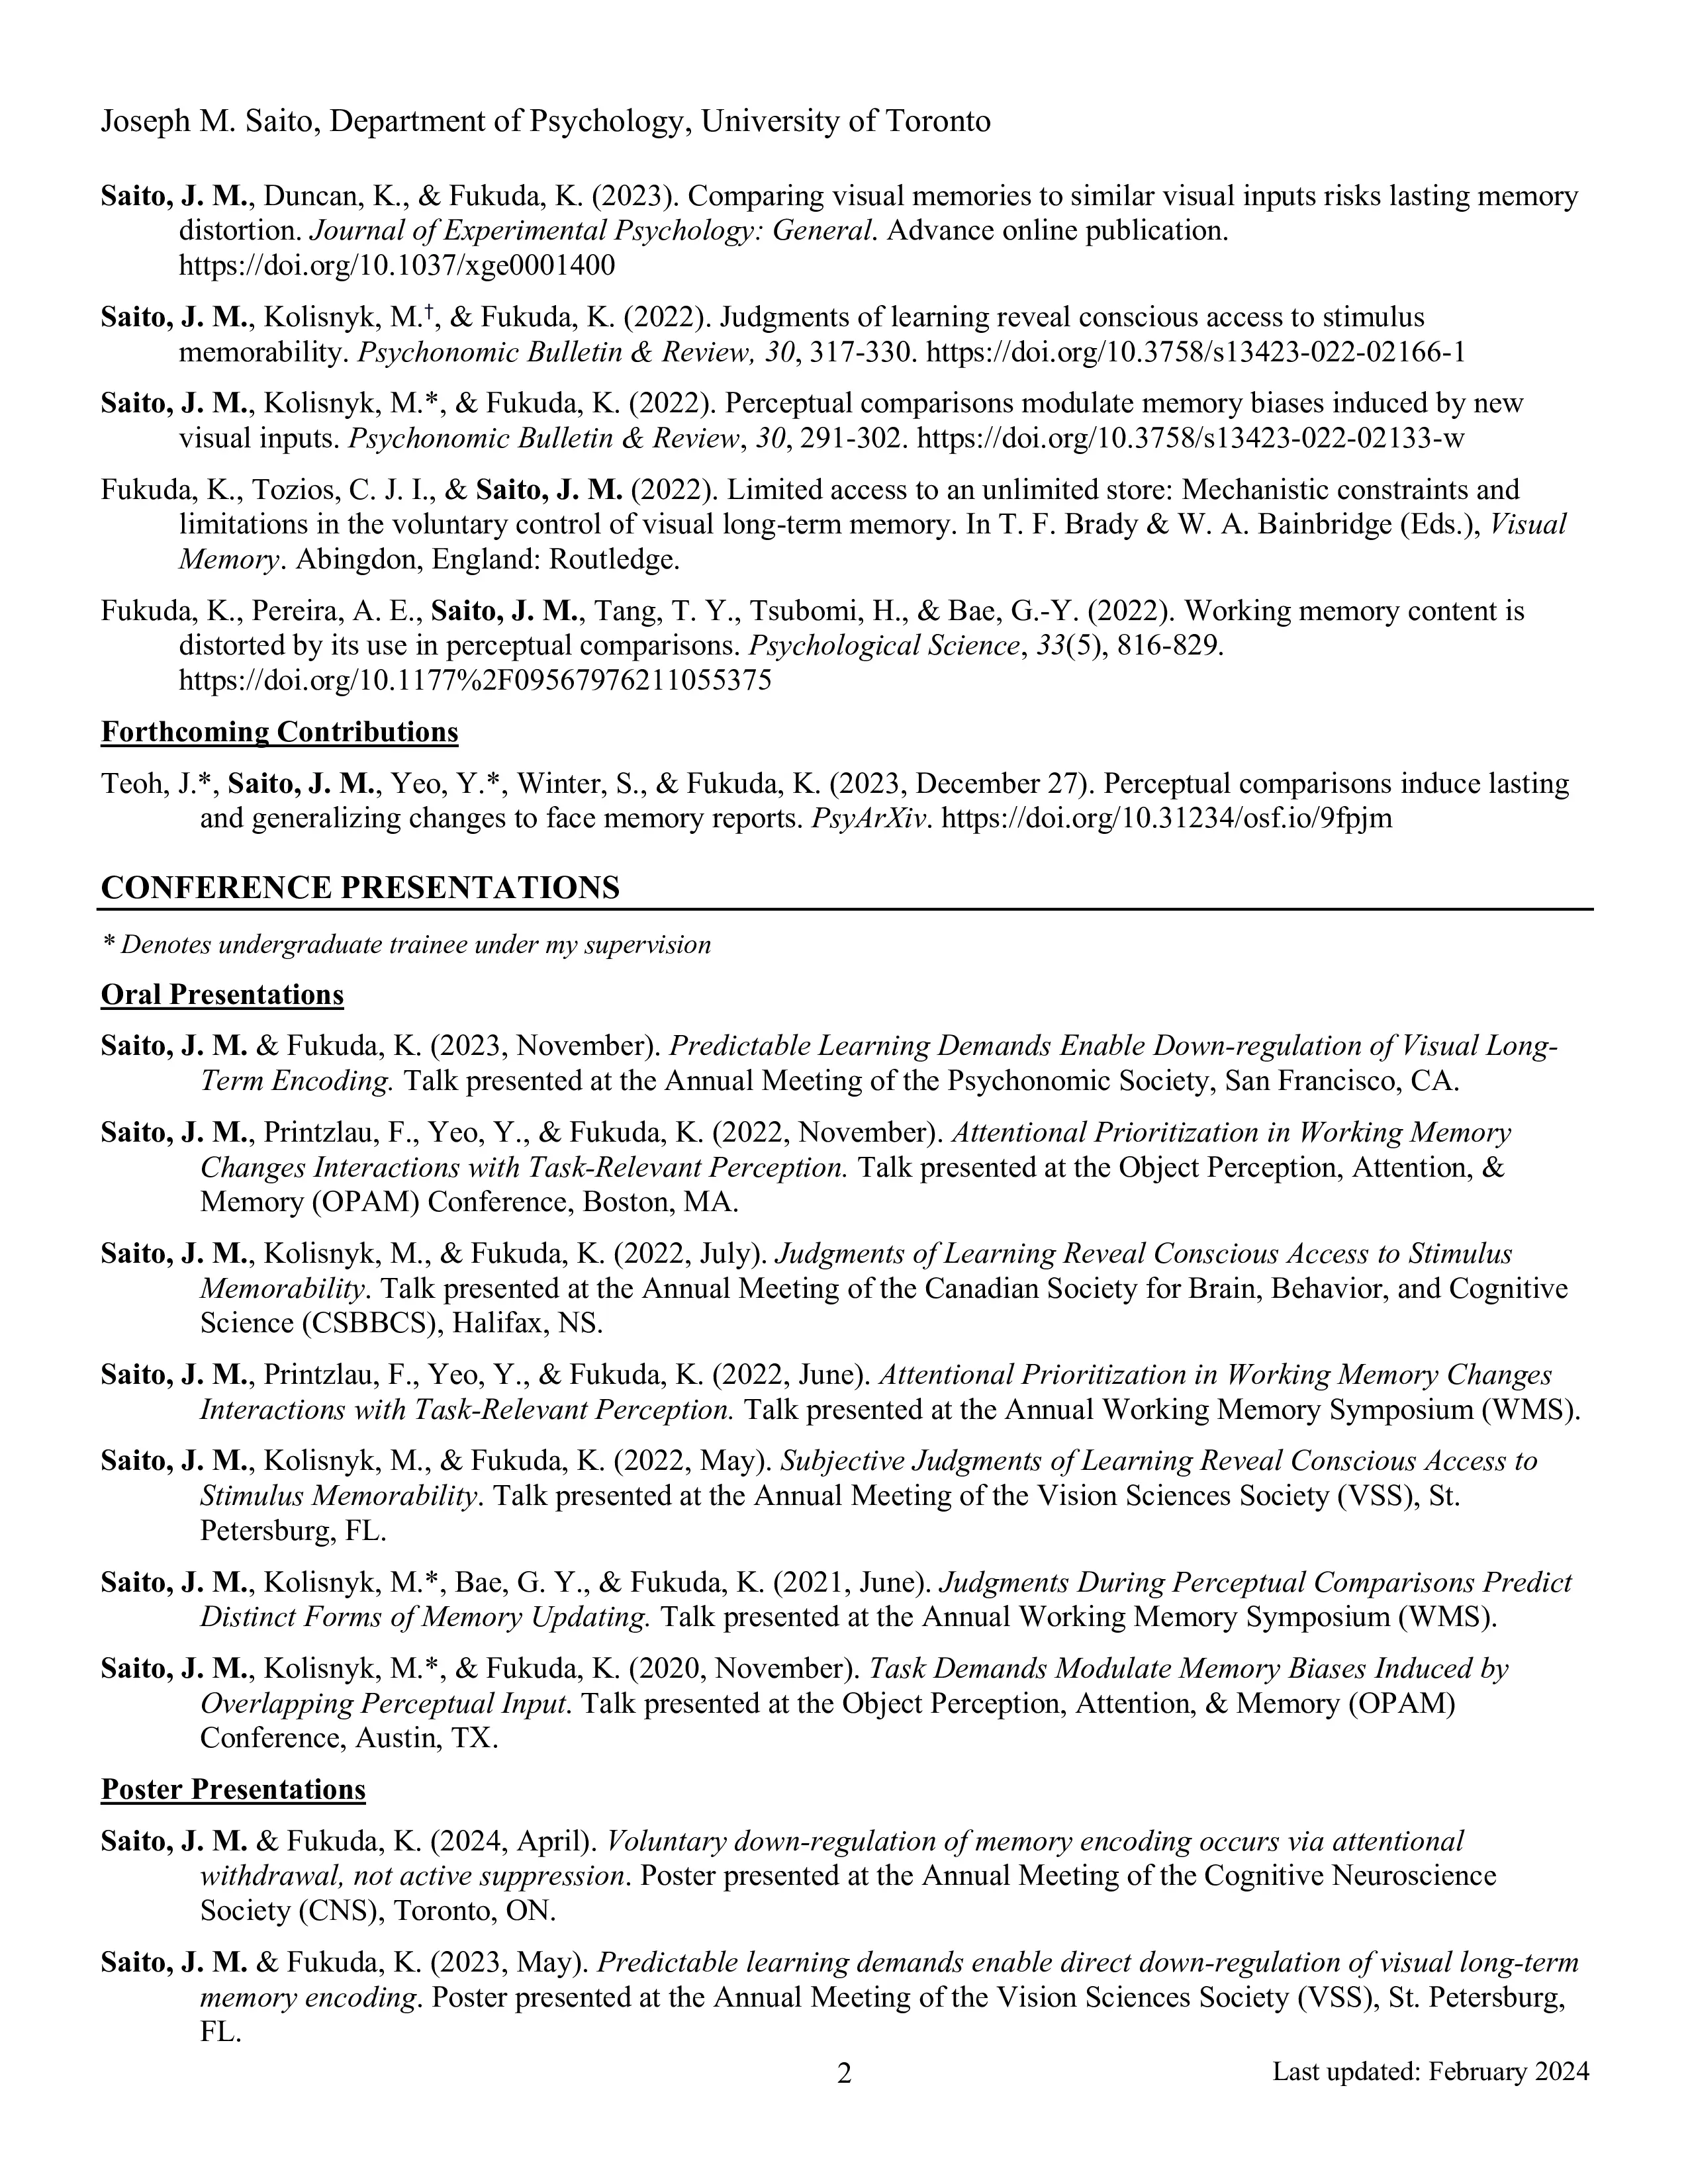 Joseph M. Saito, Department of Psychology, University of Toronto
Saito, J. M., Duncan, K., & Fukuda, K. (2023). Comparing visual memories to similar visual inputs risks lasting memory
distortion. Journal of Experimental Psychology: General. Advance online publication.
https://doi.org/10.1037/xge0001400
Saito, J. M., Kolisnyk, M.†, & Fukuda, K. (2022). Judgments of learning reveal conscious access to stimulus
memorability. Psychonomic Bulletin & Review, 30, 317-330. https://doi.org/10.3758/s13423-022-02166-1
Saito, J. M., Kolisnyk, M.*, & Fukuda, K. (2022). Perceptual comparisons modulate memory biases induced by new
visual inputs. Psychonomic Bulletin & Review, 30, 291-302. https://doi.org/10.3758/s13423-022-02133-w
Fukuda, K., Tozios, C. J. I., & Saito, J. M. (2022). Limited access to an unlimited store: Mechanistic constraints and
limitations in the voluntary control of visual long-term memory. In T. F. Brady & W. A. Bainbridge (Eds.), Visual
Memory. Abingdon, England: Routledge.
Fukuda, K., Pereira, A. E., Saito, J. M., Tang, T. Y., Tsubomi, H., & Bae, G.-Y. (2022). Working memory content is
distorted by its use in perceptual comparisons. Psychological Science, 33(5), 816-829.
https://doi.org/10.1177%2F09567976211055375
Forthcoming Contributions
Teoh, J.*, Saito, J. M., Yeo, Y.*, Winter, S., & Fukuda, K. (2023, December 27). Perceptual comparisons induce lasting
and generalizing changes to face memory reports. PsyArXiv. https://doi.org/10.31234/osf.io/9fpjm
CONFERENCE PRESENTATIONS
* Denotes undergraduate trainee under my supervision
Oral Presentations
Saito, J. M. & Fukuda, K. (2023, November). Predictable Learning Demands Enable Down-regulation of Visual Long-
Term Encoding. Talk presented at the Annual Meeting of the Psychonomic Society, San Francisco, CA.
Saito, J. M., Printzlau, F., Yeo, Y., & Fukuda, K. (2022, November). Attentional Prioritization in Working Memory
Changes Interactions with Task-Relevant Perception. Talk presented at the Object Perception, Attention, &
Memory (OPAM) Conference, Boston, MA.
Saito, J. M., Kolisnyk, M., & Fukuda, K. (2022, July). Judgments of Learning Reveal Conscious Access to Stimulus
Memorability. Talk presented at the Annual Meeting of the Canadian Society for Brain, Behavior, and Cognitive
Science (CSBBCS), Halifax, NS.
Saito, J. M., Printzlau, F., Yeo, Y., & Fukuda, K. (2022, June). Attentional Prioritization in Working Memory Changes
Interactions with Task-Relevant Perception. Talk presented at the Annual Working Memory Symposium (WMS).
Saito, J. M., Kolisnyk, M., & Fukuda, K. (2022, May). Subjective Judgments of Learning Reveal Conscious Access to
Stimulus Memorability. Talk presented at the Annual Meeting of the Vision Sciences Society (VSS), St.
Petersburg, FL.
Saito, J. M., Kolisnyk, M.*, Bae, G. Y., & Fukuda, K. (2021, June). Judgments During Perceptual Comparisons Predict
Distinct Forms of Memory Updating. Talk presented at the Annual Working Memory Symposium (WMS).
Saito, J. M., Kolisnyk, M.*, & Fukuda, K. (2020, November). Task Demands Modulate Memory Biases Induced by
Overlapping Perceptual Input. Talk presented at the Object Perception, Attention, & Memory (OPAM)
Conference, Austin, TX.
Poster Presentations
Saito, J. M. & Fukuda, K. (2024, April). Voluntary down-regulation of memory encoding occurs via attentional
withdrawal, not active suppression. Poster presented at the Annual Meeting of the Cognitive Neuroscience
Society (CNS), Toronto, ON.
Saito, J. M. & Fukuda, K. (2023, May). Predictable learning demands enable direct down-regulation of visual long-term
memory encoding. Poster presented at the Annual Meeting of the Vision Sciences Society (VSS), St. Petersburg,
FL.
2
Last updated: February 2024